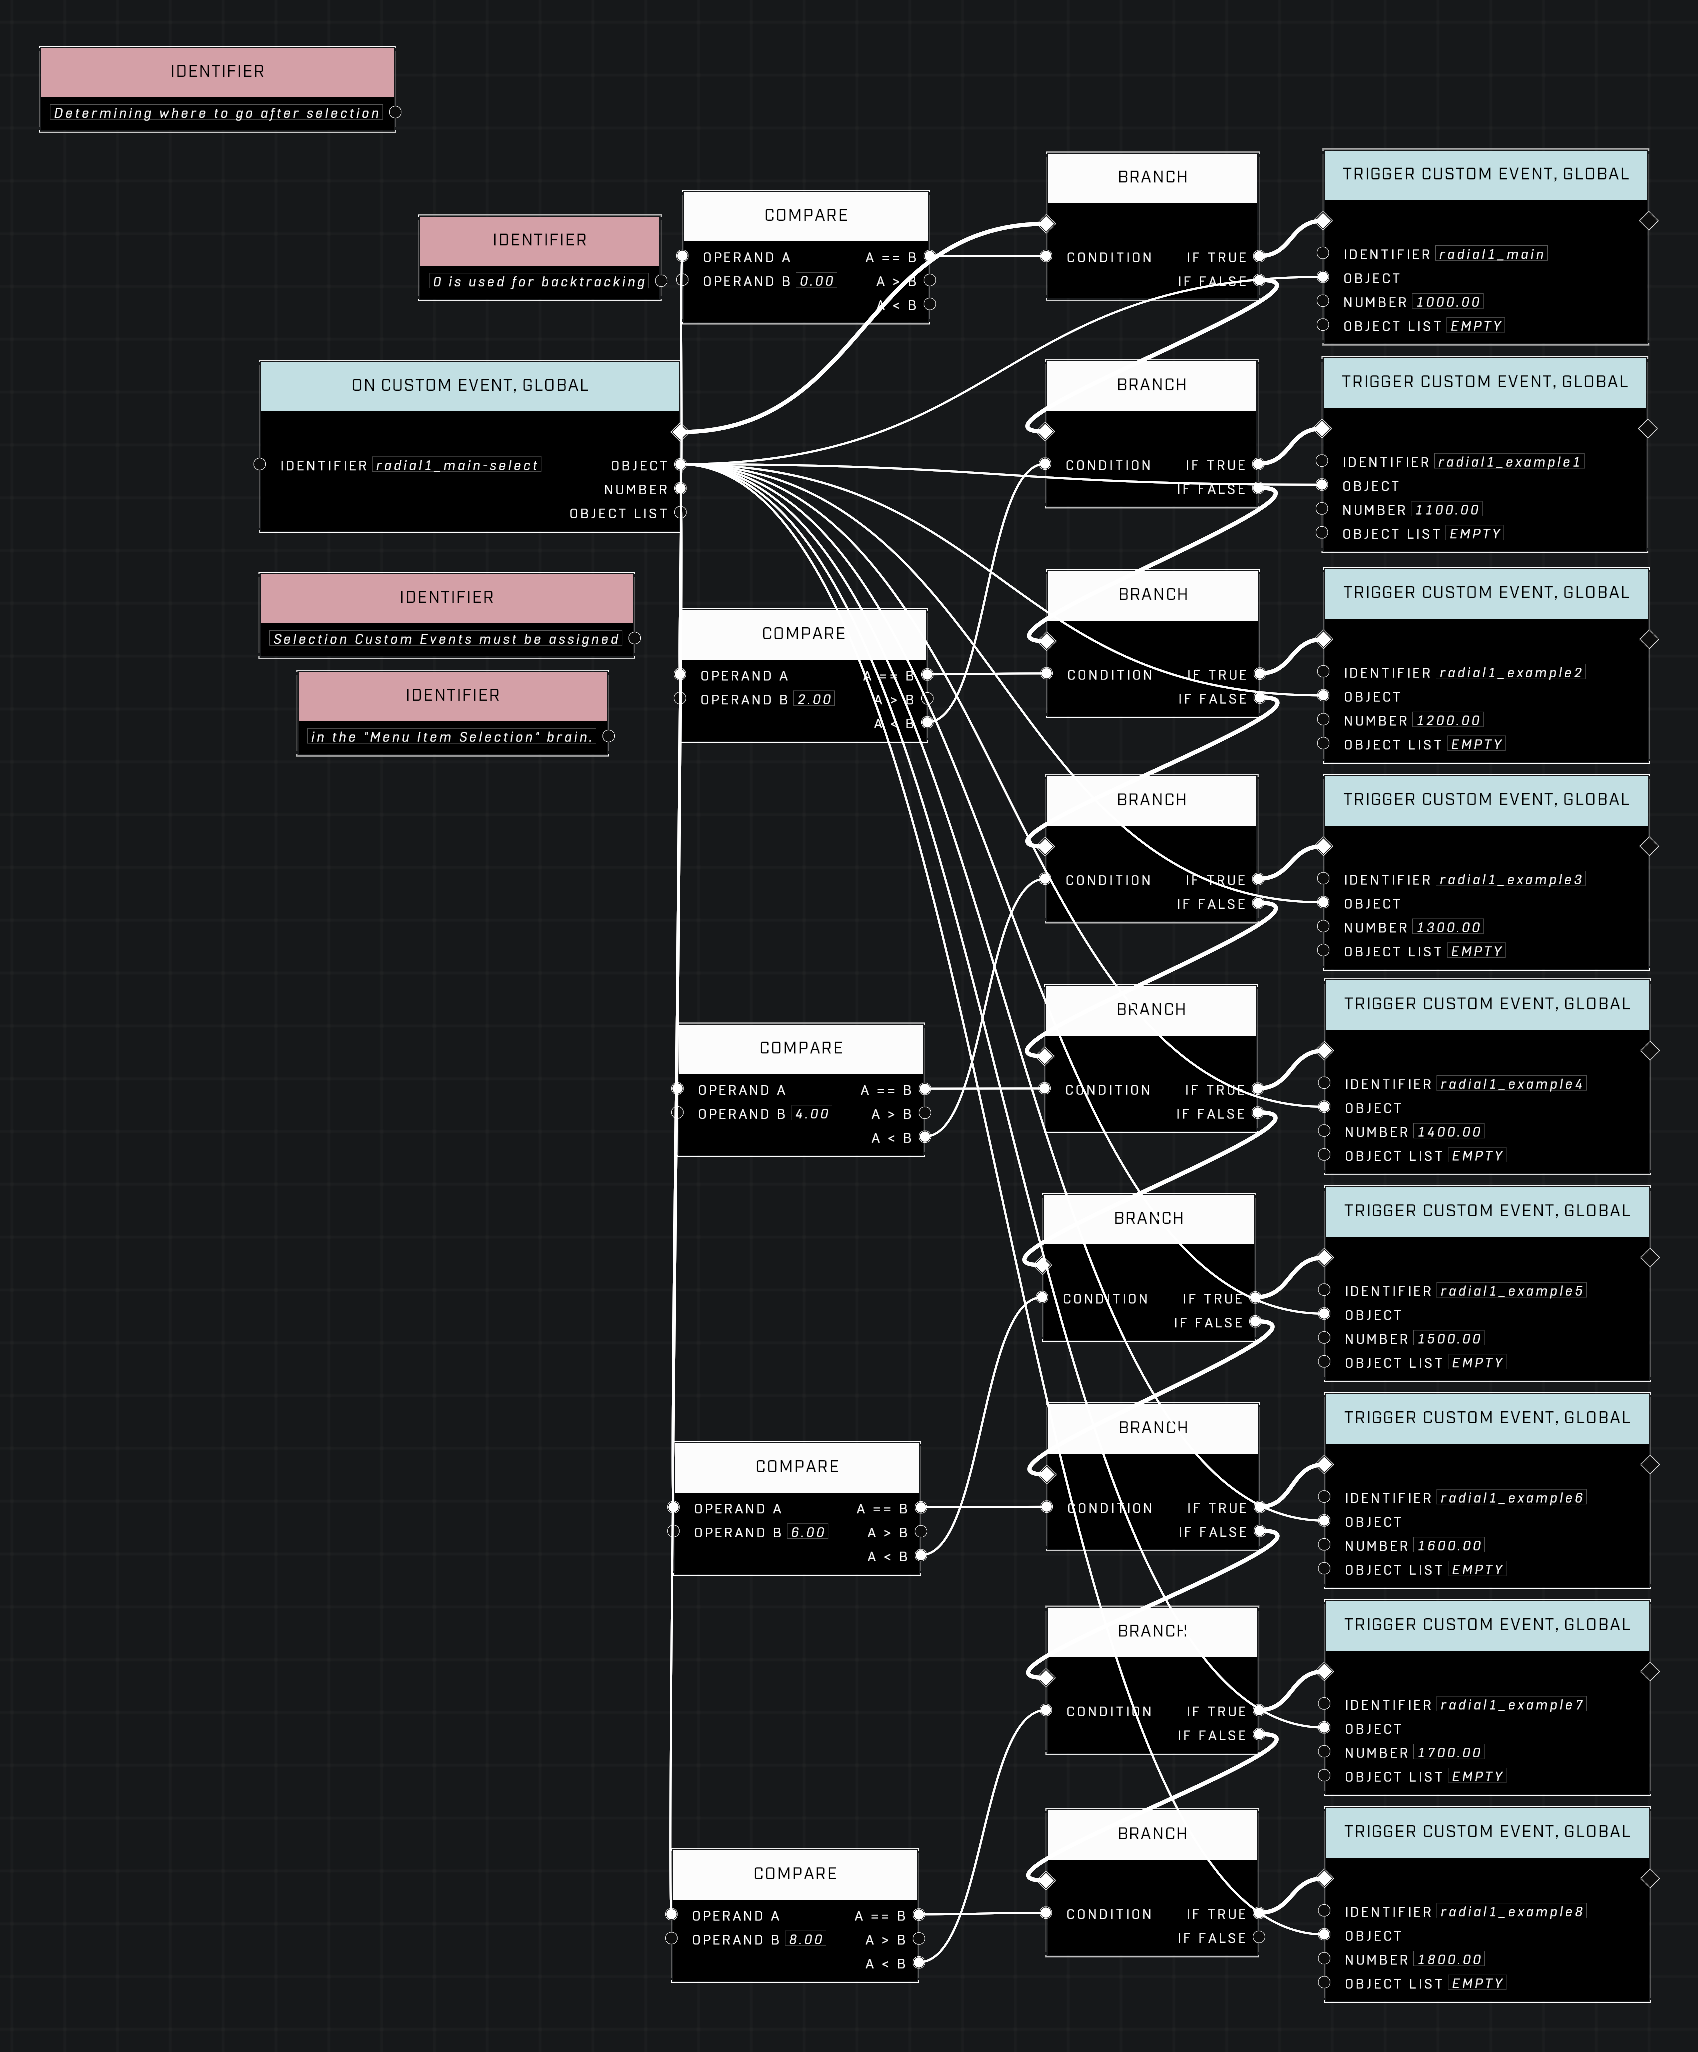 IDENTIFIER
Determining where to go after selection
IDENTIFIER
0 is used for backtracking
ON CUSTOM EVENT, GLOBAL
IDENTIFIER radial1_main-select OBJECT
NUMBER
OBJECT LIST
IDENTIFIER
Selection Custom Events must be assigned
IDENTIFIER
in the "Menu Item Selection" brain.
COMPARE
OPERAND A A == B
OPERAND B 0.00 A > B
A < B
COMPARE
OPERAND A A == B
OPERAND B 2.00 A > B
A < B
COMPARE
OPERAND A A == B
OPERAND B 4.00 A > B
A < B
COMPARE
OPERAND A A == B
OPERAND B 6.00 A > B
A < B
COMPARE
OPERAND A A == B
OPERAND B 8.00 A > B
A < B
BRANCH
CONDITION IF TRUE
IF FALSE
BRANCH
CONDITION IF TRUE
IF FALSE
BRANCH
CONDITION IF TRUE
IF FALSE
BRANCH
CONDITION IF TRUE
IF FALSE
BRANCH
CONDITION IF TRUE
IF FALSE
BRANCH
CONDITION IF TRUE
IF FALSE
BRANCH
CONDITION IF TRUE
IF FALSE
BRANCH
CONDITION IF TRUE
IF FALSE
BRANCH
CONDITION IF TRUE
IF FALSE
TRIGGER CUSTOM EVENT, GLOBAL
IDENTIFIER radial1_main
OBJECT
NUMBER 1000.00
OBJECT LIST EMPTY
TRIGGER CUSTOM EVENT, GLOBAL
IDENTIFIER radial1_example1
OBJECT
NUMBER 1100.00
OBJECT LIST EMPTY
TRIGGER CUSTOM EVENT, GLOBAL
IDENTIFIER radial1_example2
OBJECT
NUMBER 1200.00
OBJECT LIST EMPTY
TRIGGER CUSTOM EVENT, GLOBAL
IDENTIFIER radial1_example3
OBJECT
NUMBER 1300.00
OBJECT LIST EMPTY
TRIGGER CUSTOM EVENT, GLOBAL
IDENTIFIER radial1_example4
OBJECT
NUMBER 1400.00
OBJECT LIST EMPTY
TRIGGER CUSTOM EVENT, GLOBAL
IDENTIFIER radial1_example5
OBJECT
NUMBER 1500.00
OBJECT LIST EMPTY
TRIGGER CUSTOM EVENT, GLOBAL
IDENTIFIER radial1_example6
OBJECT
NUMBER 1600.00
OBJECT LIST EMPTY
TRIGGER CUSTOM EVENT, GLOBAL
IDENTIFIER radial1_example7
OBJECT
NUMBER 1700.00
OBJECT LIST EMPTY
TRIGGER CUSTOM EVENT, GLOBAL
IDENTIFIER radial1_example8
OBJECT
NUMBER 1800.00
OBJECT LIST EMPTY